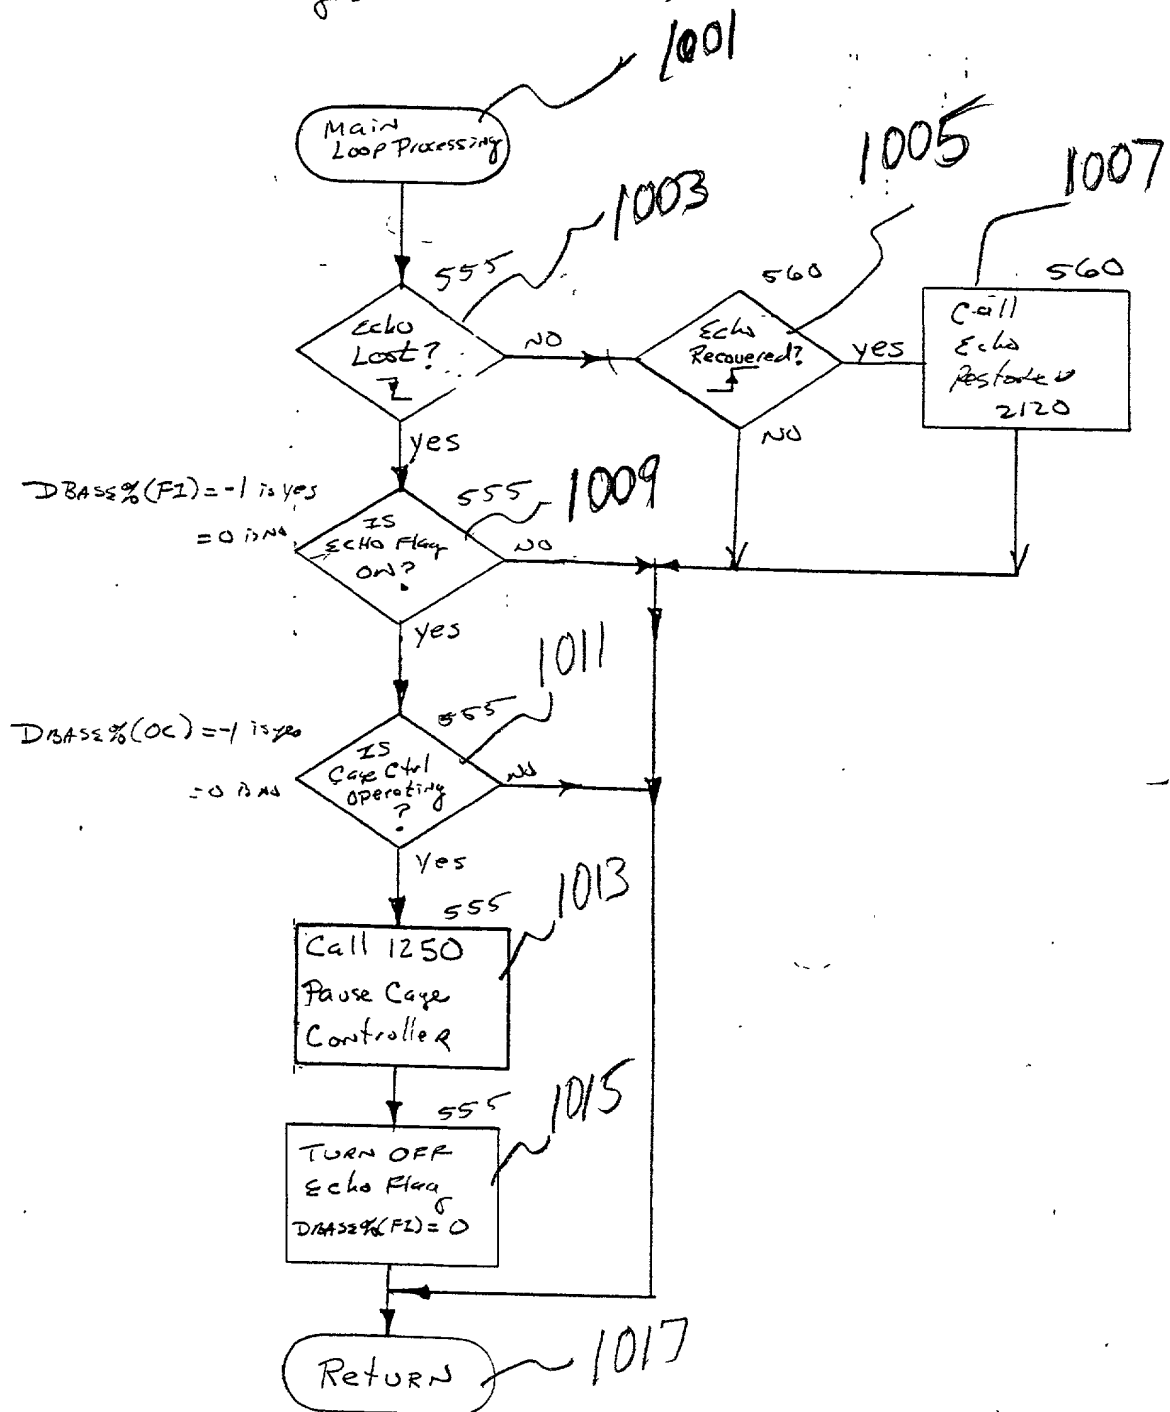 1001
Main
Loop Processing
1003
1005
1007
555
Echo
Lost?
NO
560
Echo
Recovered?
yes
NO
560
Call
Echo
2120
yes
DBASE%(FI)=-1 is yes
=0 is No
555
1009
IS
ECHO Flag
ON?
NO
yes
1011
DBASE%(OC)=-1 is yes
=0 is no
555
IS
Cage Ctrl
Operating
?
NO
Yes
1013
555
Call 1250
Pause Cage
Controller
1015
555
TURN OFF
Echo Flag
DBASE%(FI)=0
Return
1017